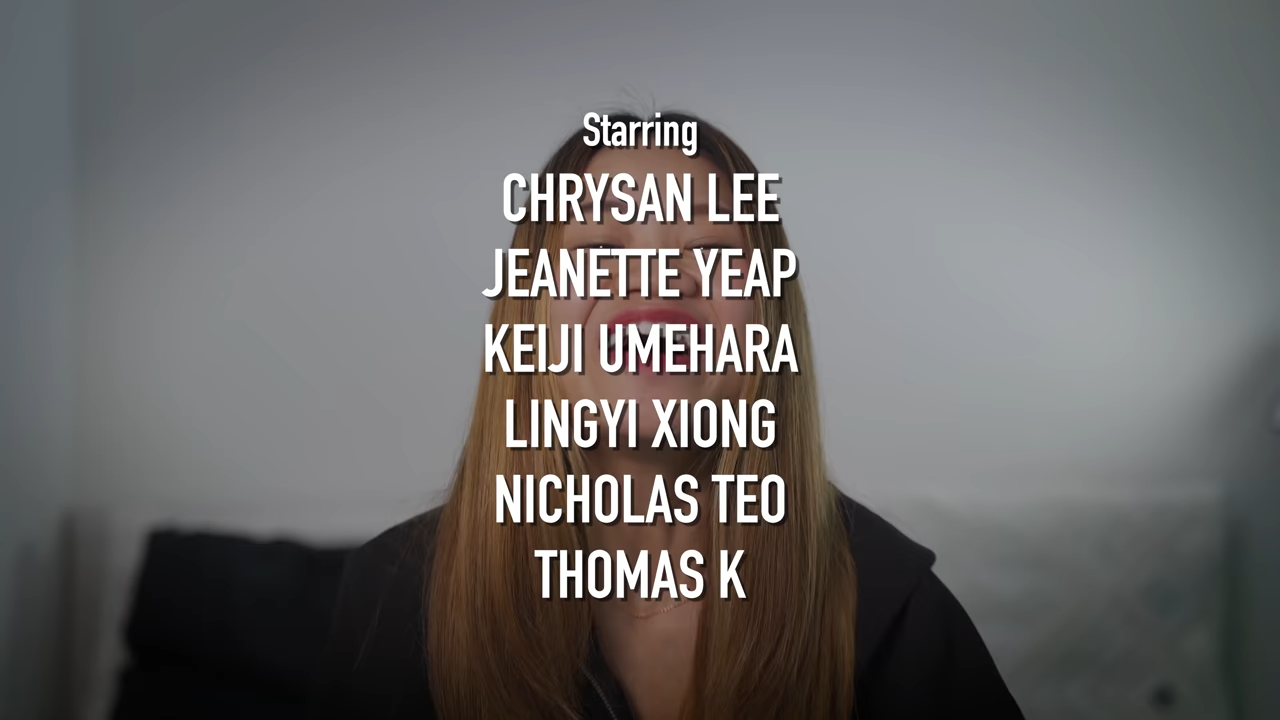 Starring
CHRYSAN LEE
JEANETTE YEAP
KEIJI UMEHARA
LINGYI XIONG
NICHOLAS TEO
THOMAS K